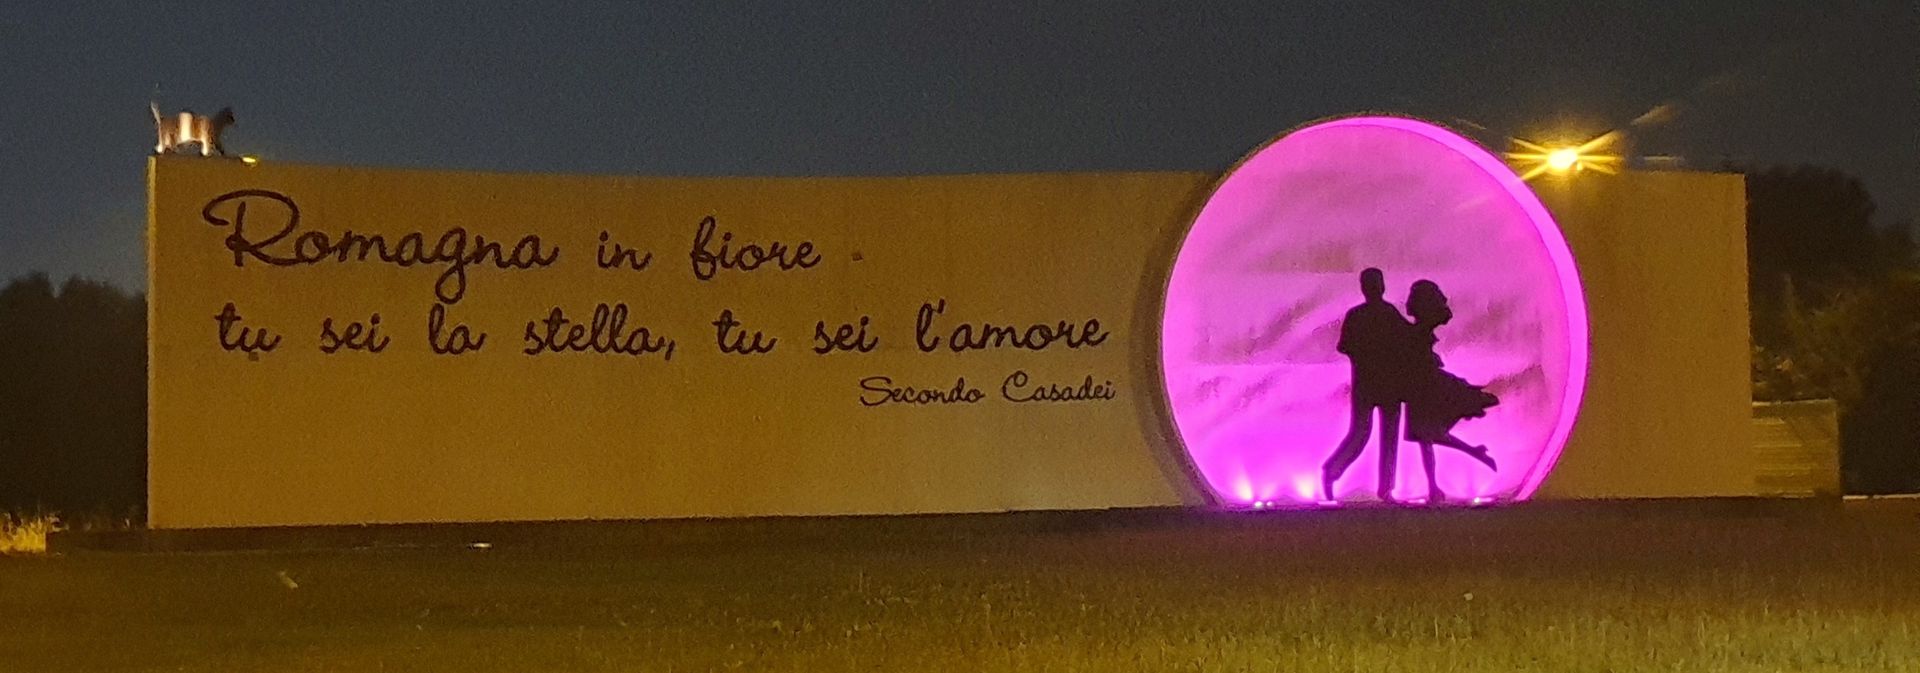 Romagna in fiore
tu sei la stella, tu sei l'amore
Secondo Casadei